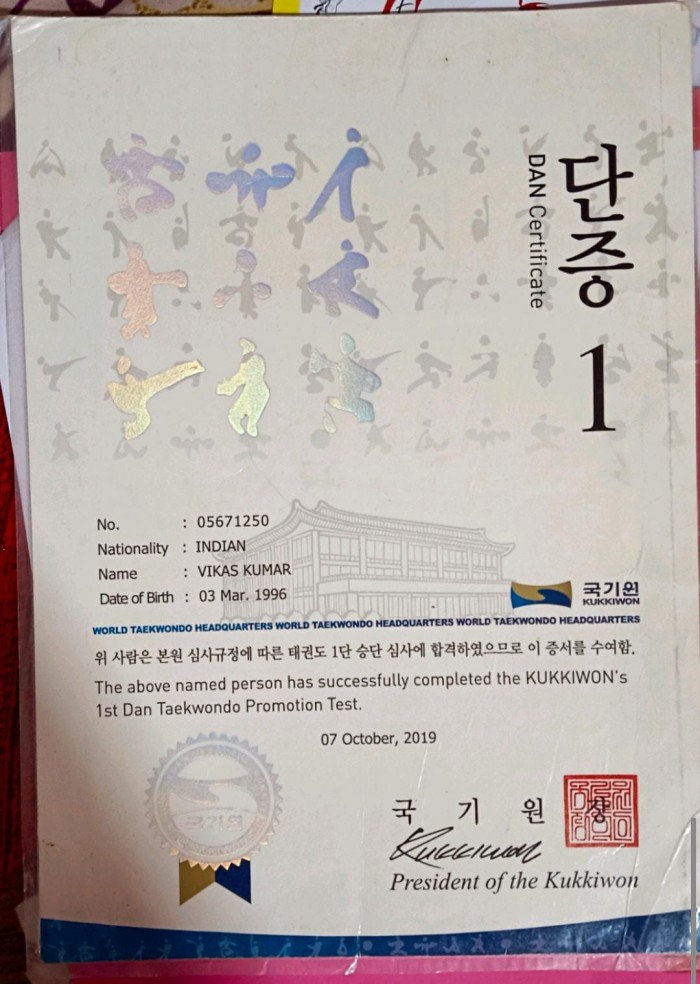 단증
DAN Certificate
1
No. : 05671250
Nationality : INDIAN
Name : VIKAS KUMAR
Date of Birth : 03 Mar. 1996
국기원
KUKKIWON
WORLD TAEKWONDO HEADQUARTERS WORLD TAEKWONDO HEADQUARTERS WORLD TAEKWONDO HEADQUARTERS
위 사람은 본원 심사규정에 따른 태권도 1단 승단 심사에 합격하였으므로 이 증서를 수여함.
The above named person has successfully completed the KUKKIWON's
1st Dan Taekwondo Promotion Test.
07 October, 2019
국기원
국 기 원 장
Kukkiwon
President of the Kukkiwon